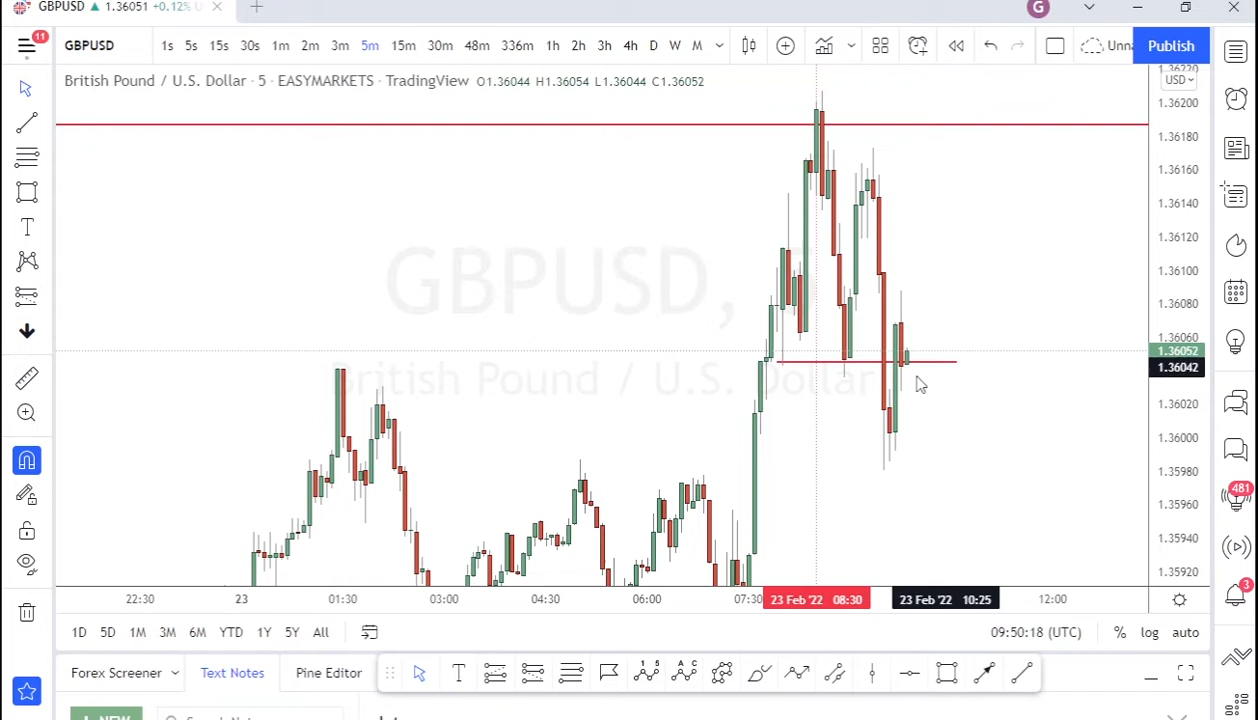 GBPUSD ▲ 1.36051 +0.12%
G
11
GBPUSD 1s 5s 15s 30s 1m 2m 3m 5m 15m 30m 48m 336m 1h 2h 3h 4h D W M Unna Publish
British Pound / U.S. Dollar · 5 · EASYMARKETS · TradingView O1.36044 H1.36054 L1.36044 C1.36052
1.36220
USD
1.36200
1.36180
1.36160
1.36140
1.36120
1.36100
1.36080
1.36060
1.36052
1.36042
1.36020
1.36000
1.35980
1.35960
1.35940
1.35920
GBPUSD,
British Pound / U.S. Dollar
481
3
22:30 23 01:30 03:00 04:30 06:00 07:30 23 Feb '22 08:30 23 Feb '22 10:25 12:00
1D 5D 1M 3M 6M YTD 1Y 5Y All 09:50:18 (UTC) % log auto
Forex Screener Text Notes Pine Editor
+ NEW Search Notes